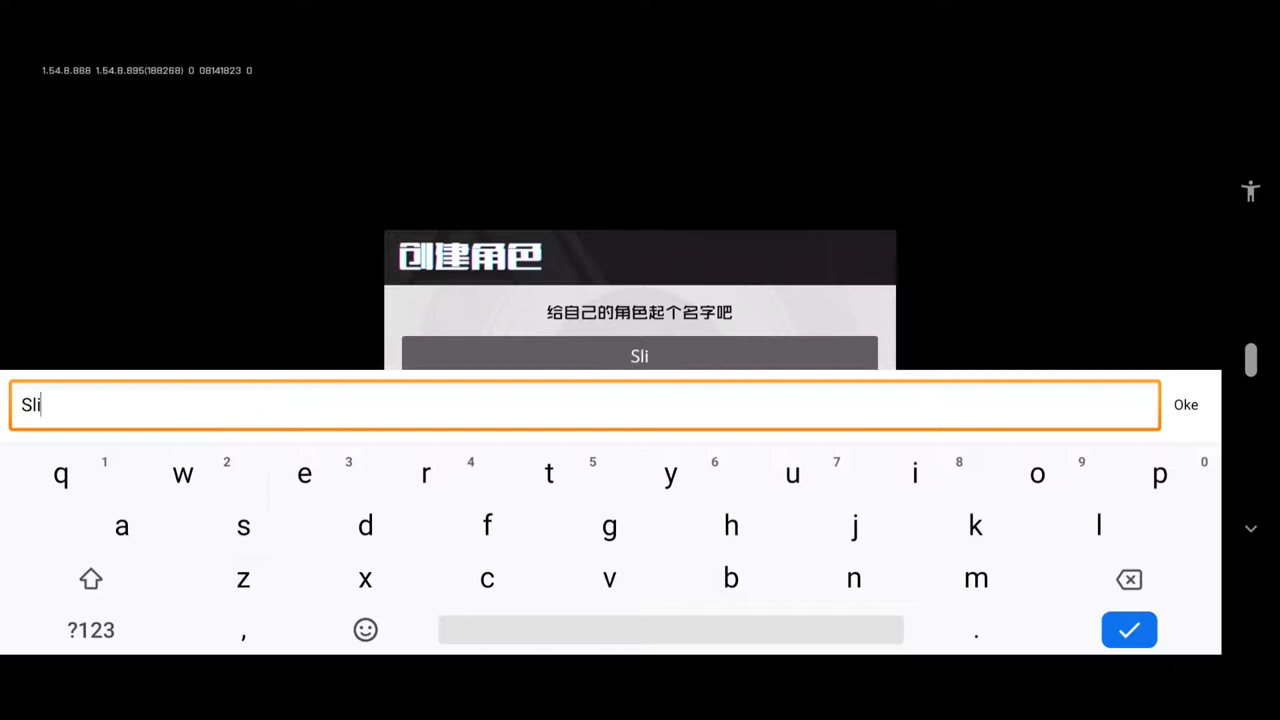 1.54.8.888 1.54.8.895(188268) 0 08141823 0
创建角色
给自己的角色起个名字吧
Sli
Sli Oke
q 1 w 2 e 3 r 4 t 5 y 6 u 7 i 8 o 9 p 0
a s d f g h j k l
z x c v b n m
?123 , .